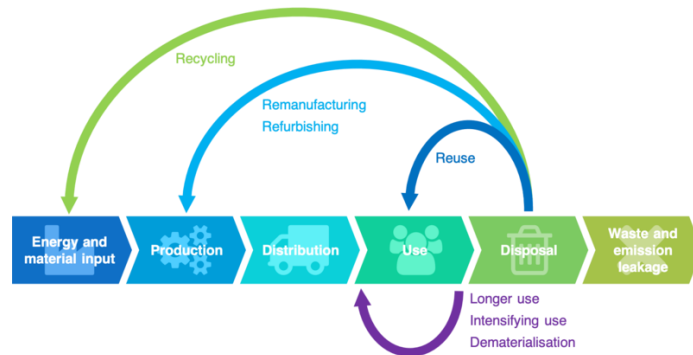 Recycling
Remanufacturing
Refurbishing
Reuse
Energy and
material input
Production
Distribution
Use
Disposal
Waste and
emission
leakage
Longer use
Intensifying use
Dematerialisation